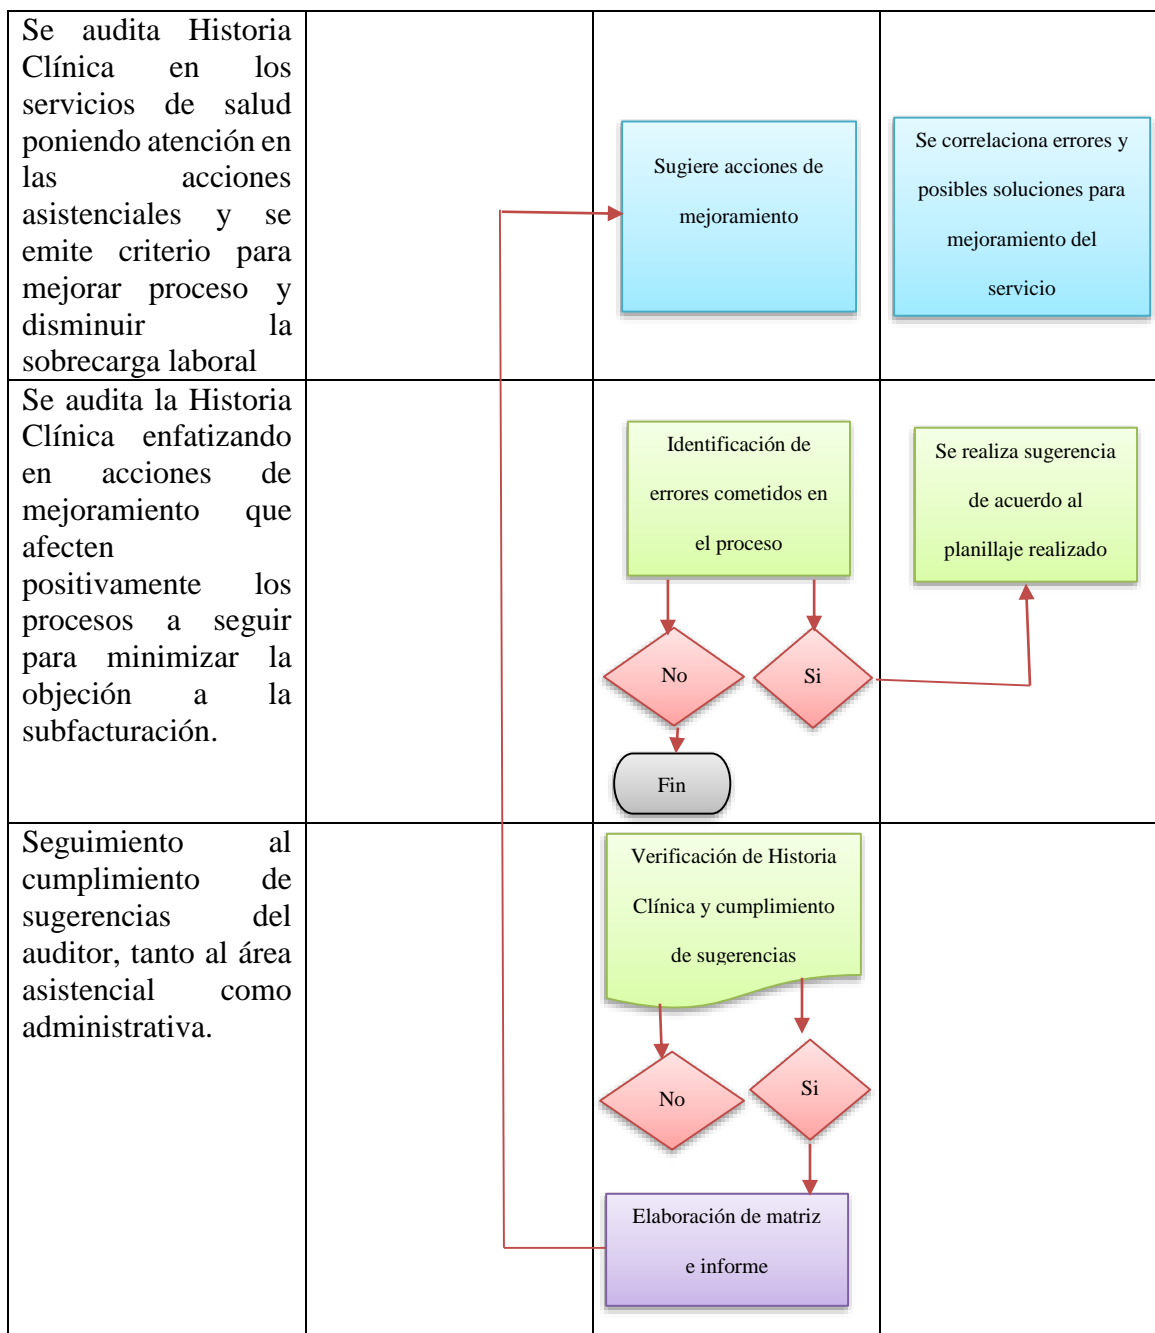 Se audita Historia
Clínica en los
servicios de salud
poniendo atención en
las acciones
asistenciales y se
emite criterio para
mejorar proceso y
disminuir la
sobrecarga laboral
Sugiere acciones de
mejoramiento
Se correlaciona errores y
posibles soluciones para
mejoramiento del
servicio
Se audita la Historia
Clínica enfatizando
en acciones de
mejoramiento que
afecten
positivamente los
procesos a seguir
para minimizar la
objeción a la
subfacturación.
Identificación de
errores cometidos en
el proceso
Se realiza sugerencia
de acuerdo al
planillaje realizado
No
Si
Fin
Seguimiento al
cumplimiento de
sugerencias del
auditor, tanto al área
asistencial como
administrativa.
Verificación de Historia
Clínica y cumplimiento
de sugerencias
No
Si
Elaboración de matriz
e informe